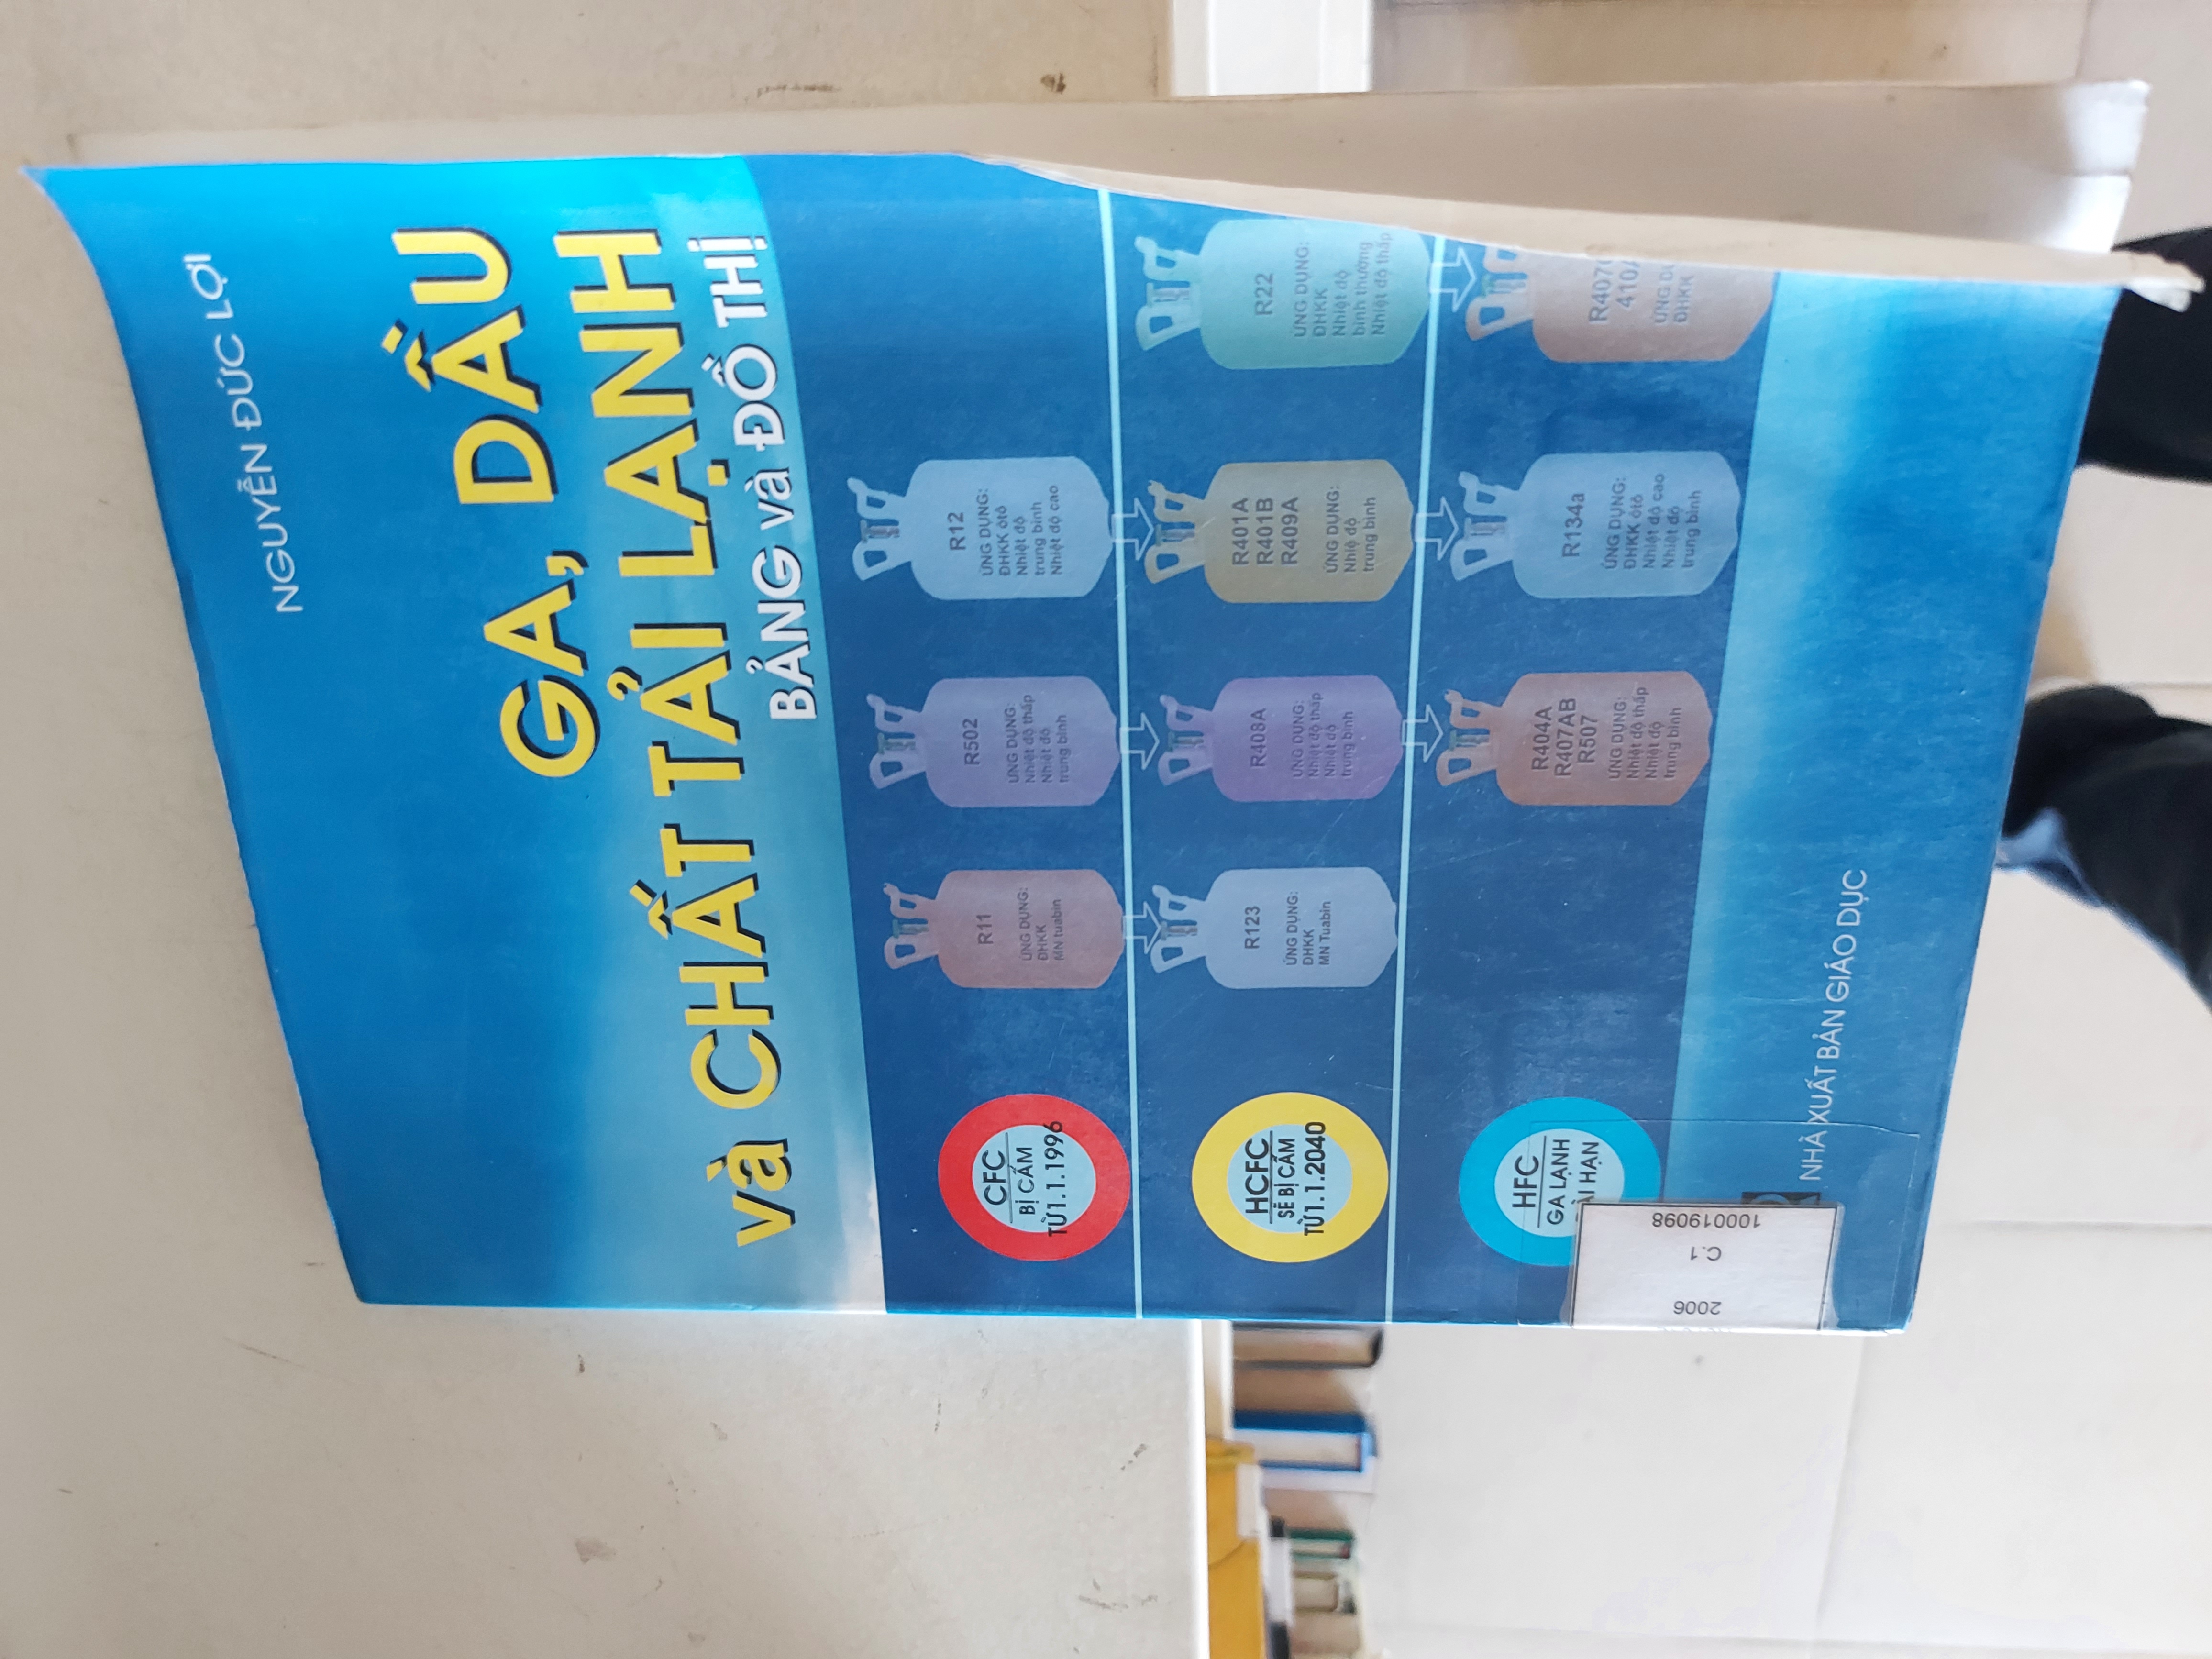 NGUYỄN ĐỨC LỢI
GA, DẦU
và CHẤT TẢI LẠNH
BẢNG và ĐỒ THỊ
CFC
BỊ CẤM
TỪ 1.1.1996
R11
ỨNG DỤNG:
ĐHKK
MN tuabin
R502
ỨNG DỤNG:
Nhiệt độ thấp
Nhiệt độ
trung bình
R12
ỨNG DỤNG:
ĐHKK ôtô
Nhiệt độ
trung bình
Nhiệt độ cao
HCFC
SẼ BỊ CẤM
TỪ 1.1.2040
R123
ỨNG DỤNG:
ĐHKK
MN Tuabin
R408A
ỨNG DỤNG:
Nhiệt độ thấp
Nhiệt độ
trung bình
R401A
R401B
R409A
ỨNG DỤNG:
Nhiệ độ
trung bình
R22
ỨNG DỤNG:
ĐHKK
Nhiệt độ
bình thường
Nhiệt độ thấp
HFC
GA LẠNH
HẠN
R404A
R407AB
R507
ỨNG DỤNG:
Nhiệt độ thấp
Nhiệt độ
trung bình
R134a
ỨNG DỤNG:
ĐHKK ôtô
Nhiệt độ cao
Nhiệt độ
trung bình
R407
410A
ỨNG
ĐHKK
2006
C.1
100019098
NHÀ XUẤT BẢN GIÁO DỤC